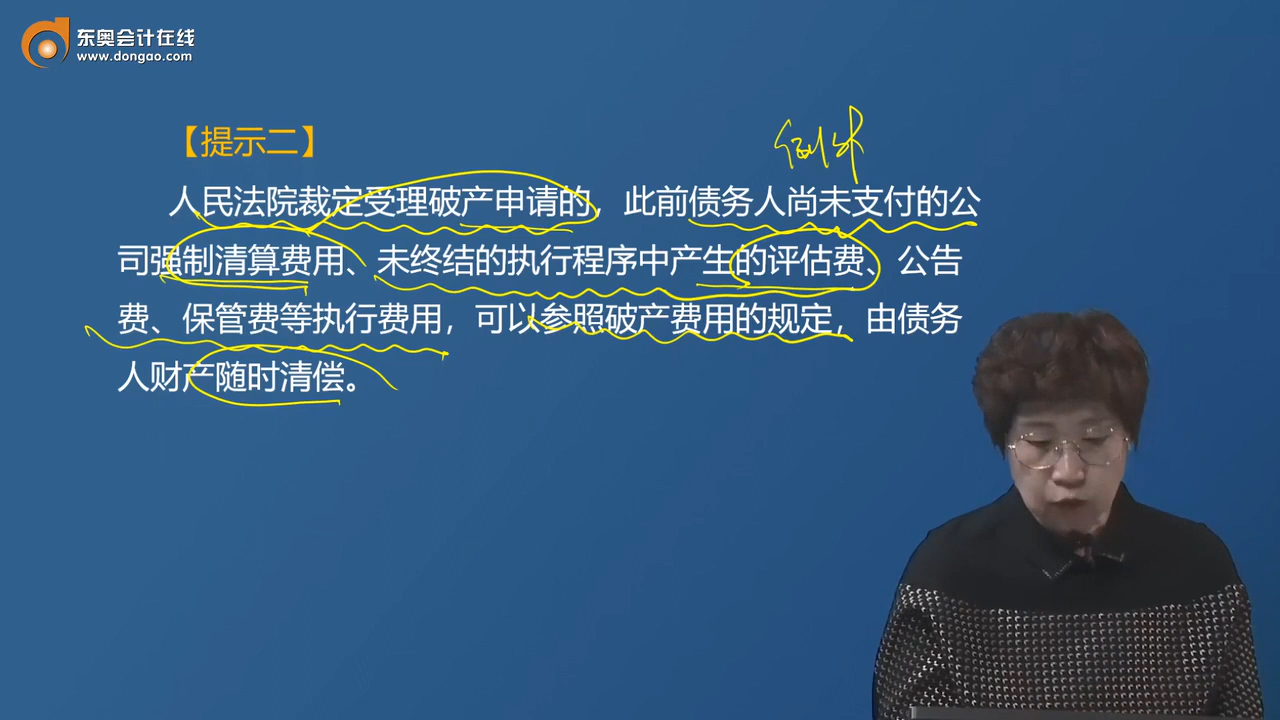 东奥会计在线
www.dongao.com
【提示二】
人民法院裁定受理破产申请的，此前债务人尚未支付的公
司强制清算费用、未终结的执行程序中产生的评估费、公告
费、保管费等执行费用，可以参照破产费用的规定，由债务
人财产随时清偿。